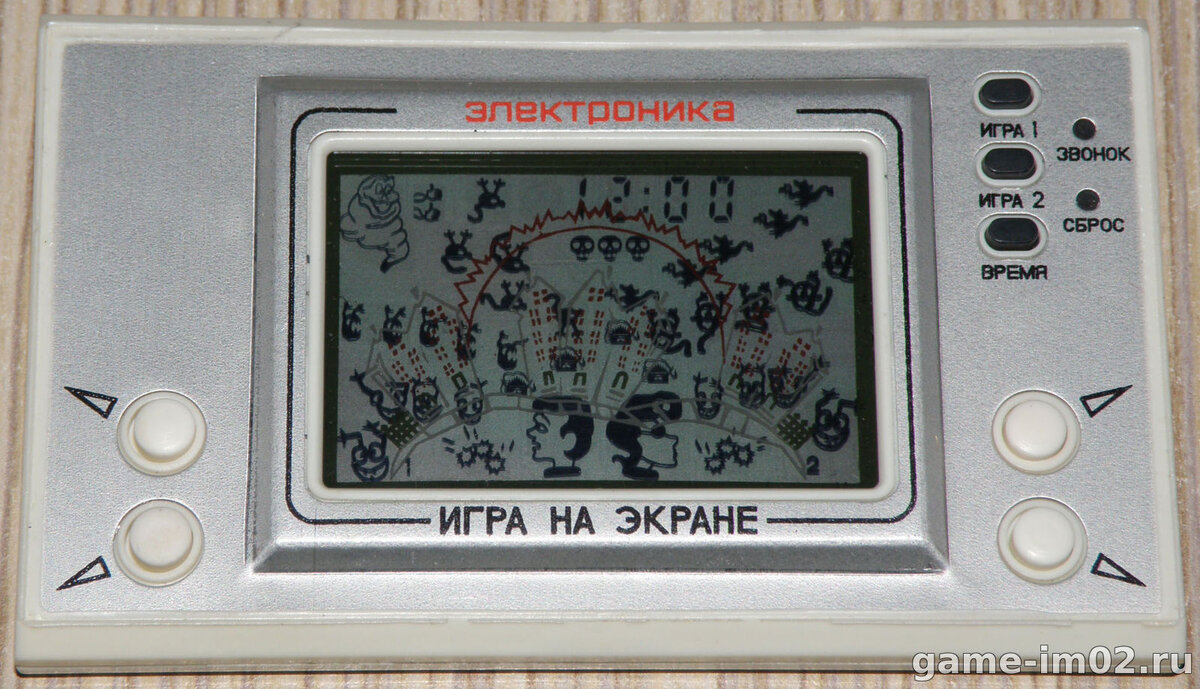 электроника
12:00
ИГРА 1
ЗВОНОК
ИГРА 2
СБРОС
ВРЕМЯ
1
2
ИГРА НА ЭКРАНЕ
game-im02.ru